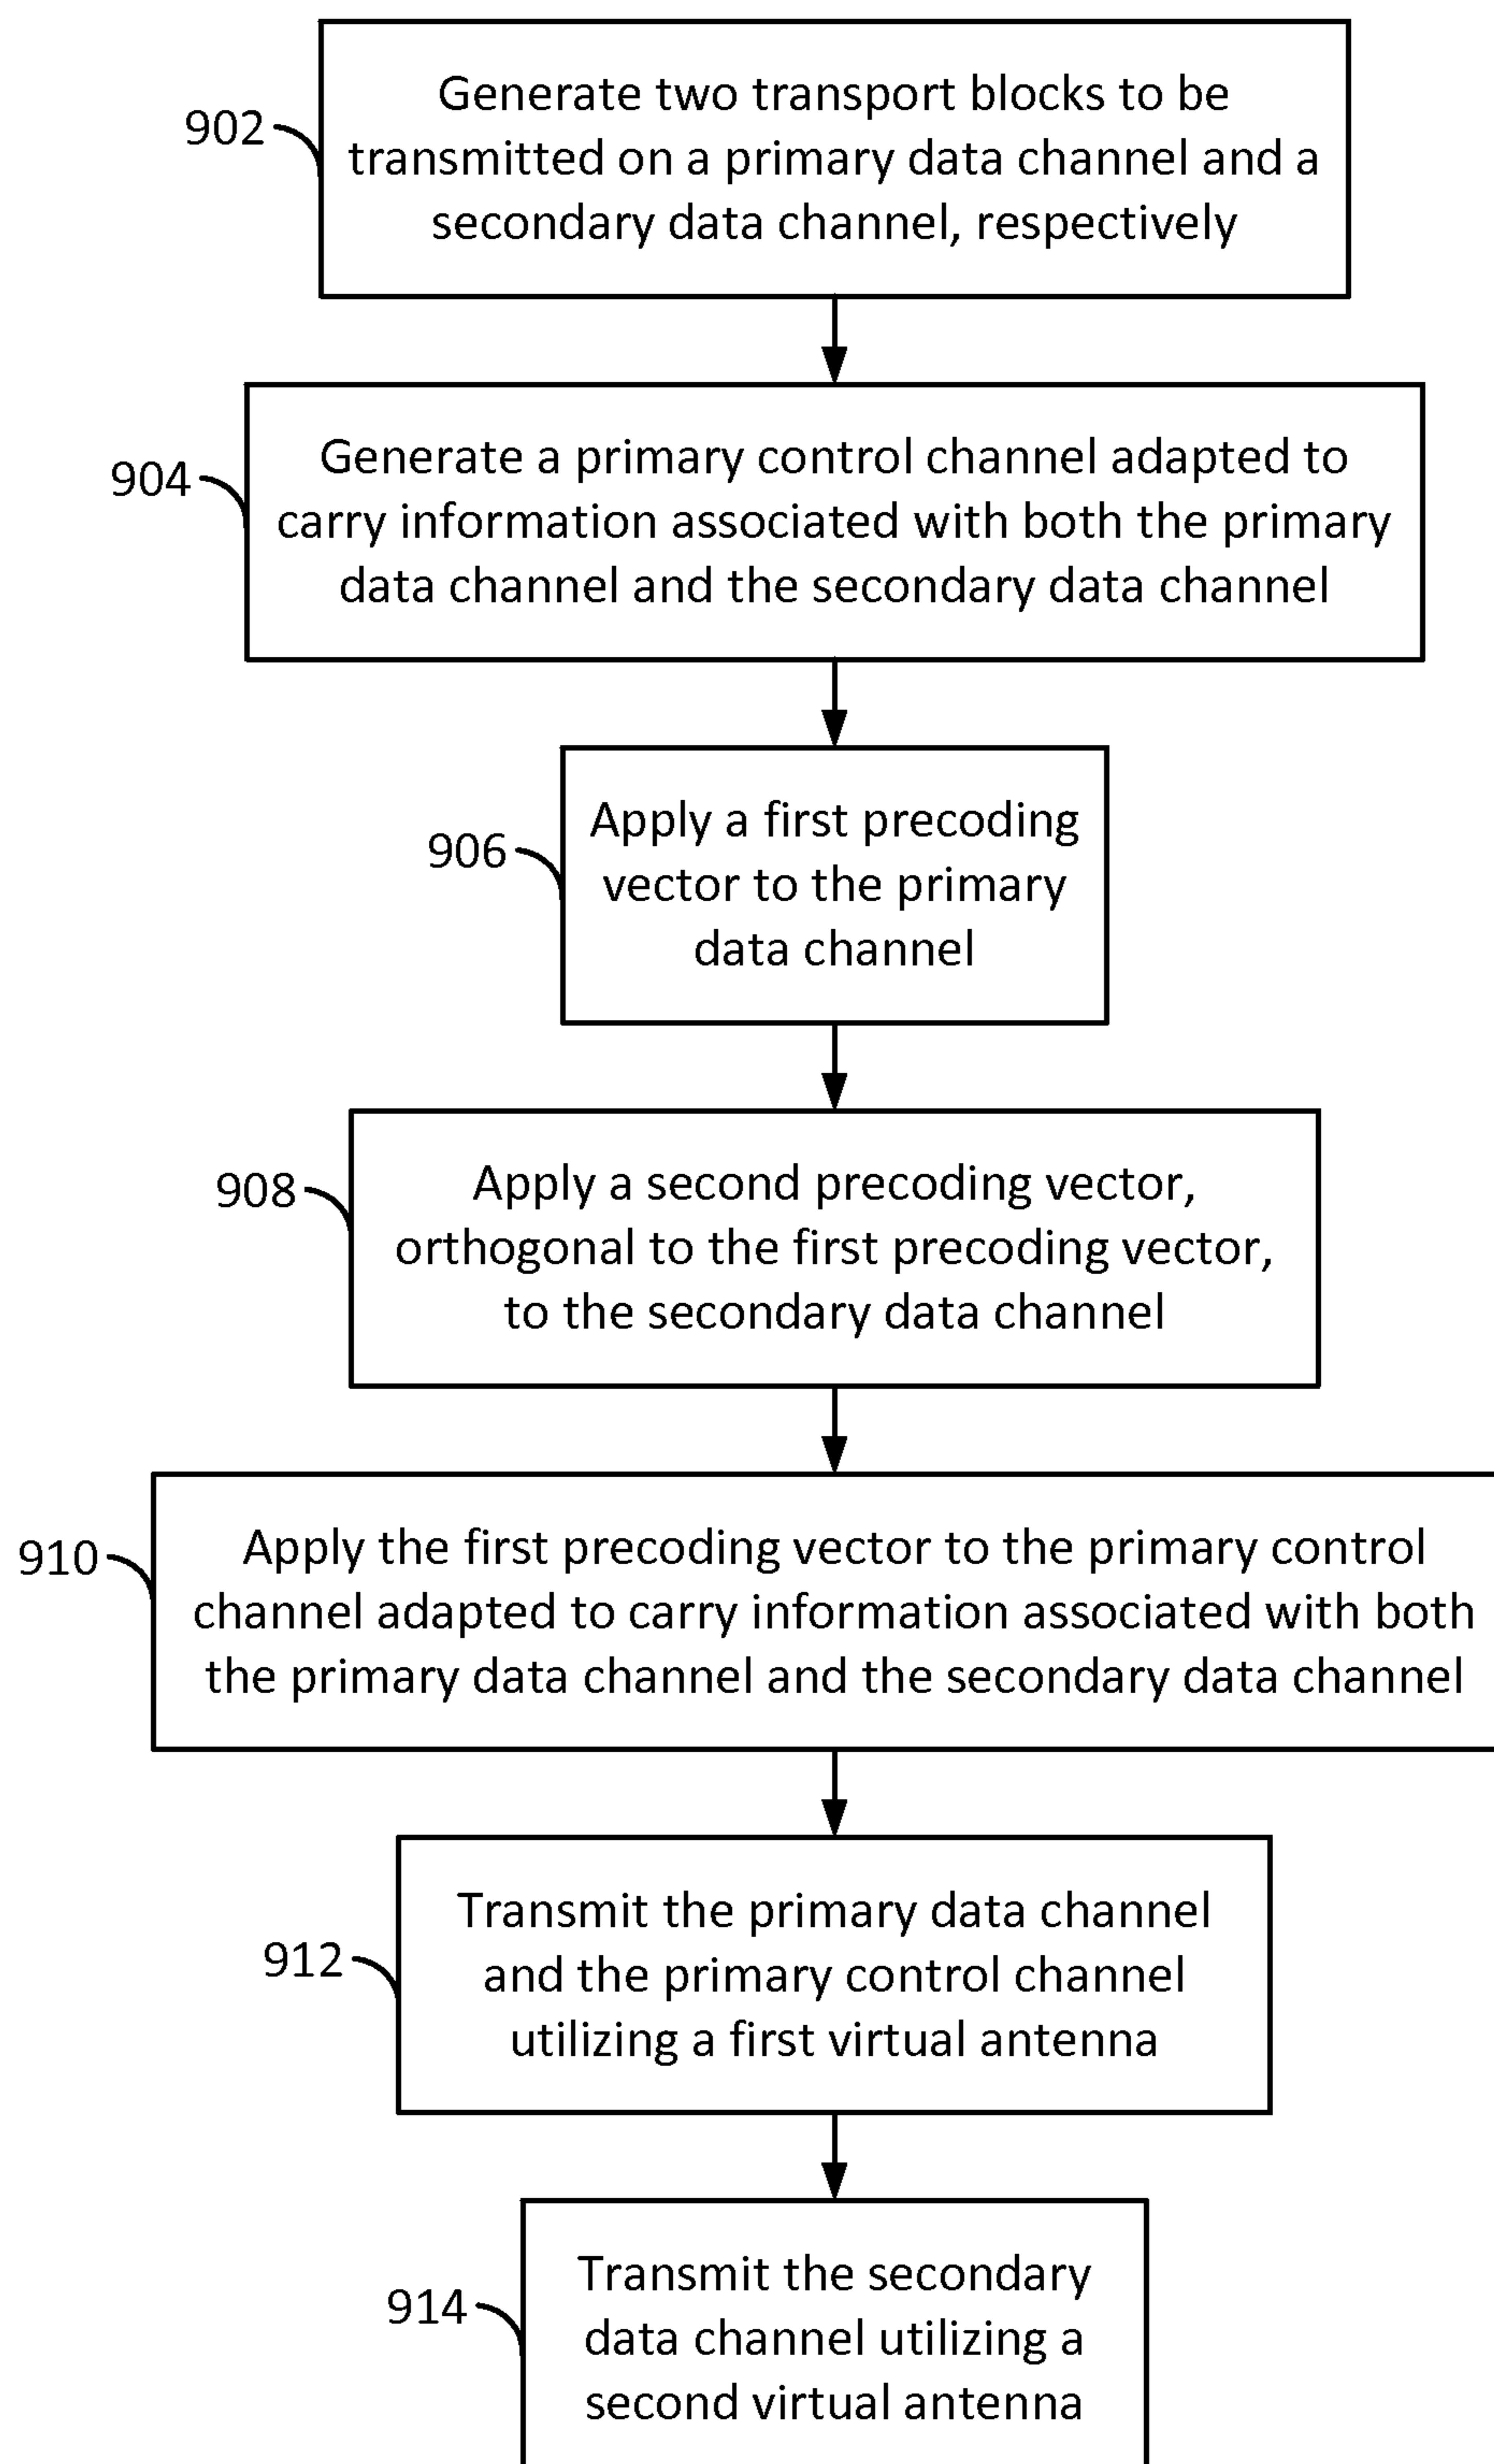 902
Generate two transport blocks to be
transmitted on a primary data channel and a
secondary data channel, respectively
904
Generate a primary control channel adapted to
carry information associated with both the primary
data channel and the secondary data channel
906
Apply a first precoding
vector to the primary
data channel
908
Apply a second precoding vector,
orthogonal to the first precoding vector,
to the secondary data channel
910
Apply the first precoding vector to the primary control
channel adapted to carry information associated with both
the primary data channel and the secondary data channel
912
Transmit the primary data channel
and the primary control channel
utilizing a first virtual antenna
914
Transmit the secondary
data channel utilizing a
second virtual antenna